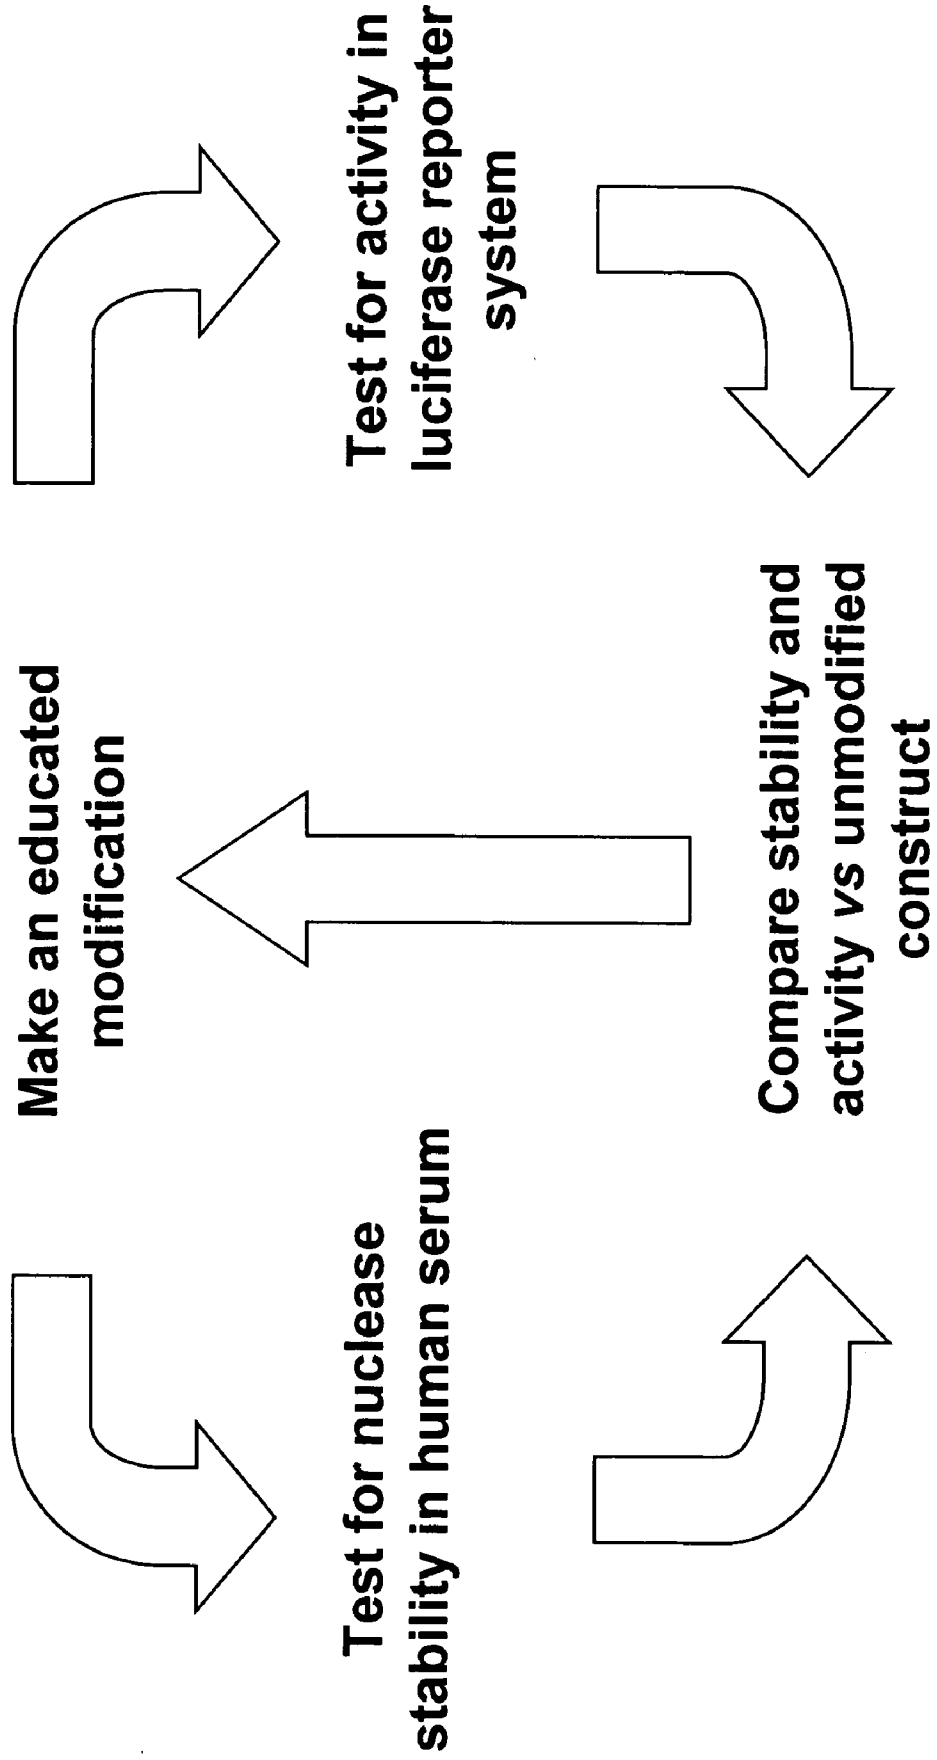 Make an educated
modification
Test for nuclease
stability in human serum
Test for activity in
luciferase reporter
system
Compare stability and
activity vs unmodified
construct